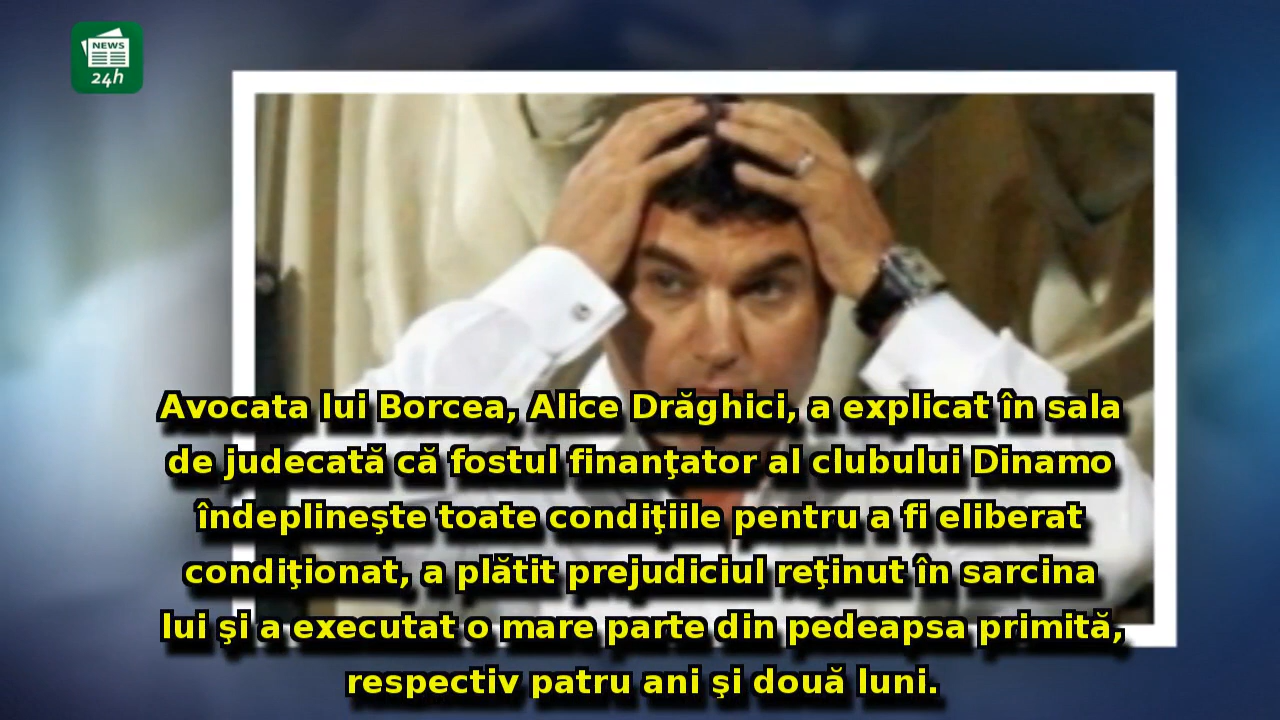 NEWS
24h
Avocata lui Borcea, Alice Drăghici, a explicat în sala
de judecată că fostul finanţator al clubului Dinamo
îndeplineşte toate condiţiile pentru a fi eliberat
condiţionat, a plătit prejudiciul reţinut în sarcina
lui şi a executat o mare parte din pedeapsa primită,
respectiv patru ani şi două luni.